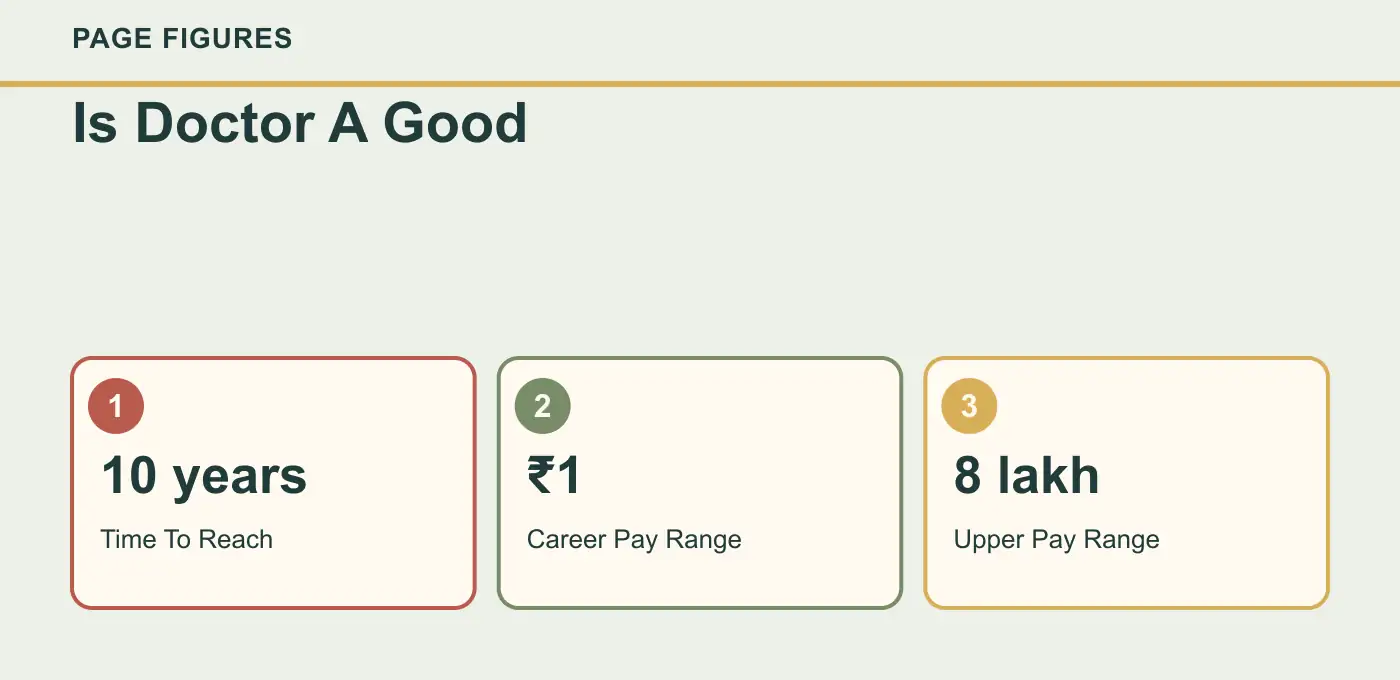 PAGE FIGURES
Is Doctor A Good
1
10 years
Time To Reach
2
₹1
Career Pay Range
3
8 lakh
Upper Pay Range